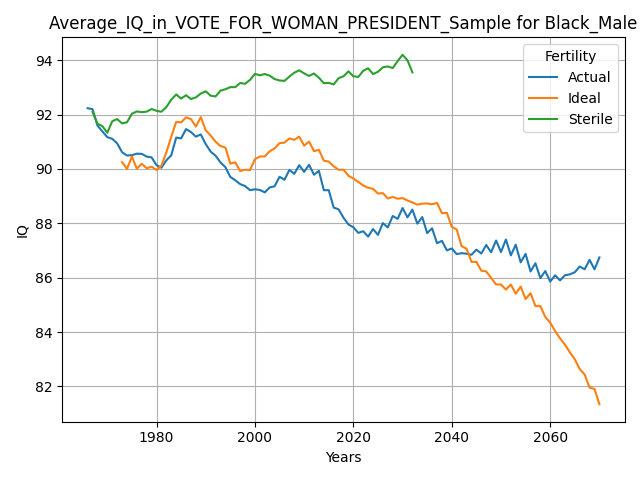 Average_IQ_in_VOTE_FOR_WOMAN_PRESIDENT_Sample for Black_Male
Fertility
Actual
Ideal
Sterile
IQ
94
92
90
88
86
84
82
1980
2000
2020
2040
2060
Years